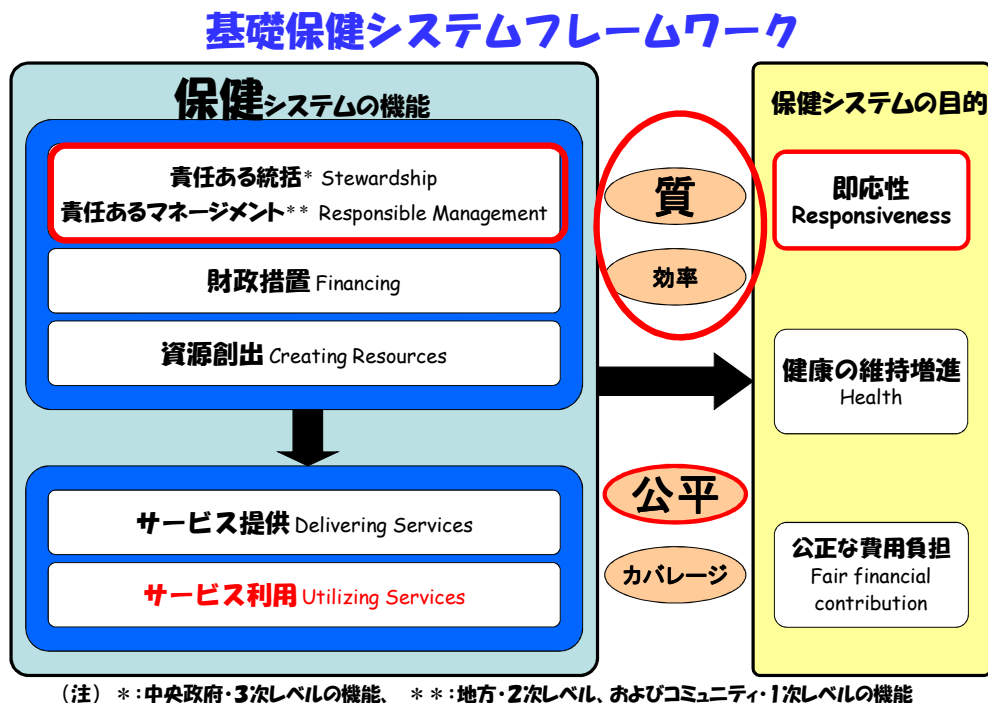 基礎保健システムフレームワーク
保健システムの機能
責任ある統括* Stewardship
責任あるマネージメント** Responsible Management
財政措置 Financing
資源創出 Creating Resources
サービス提供 Delivering Services
サービス利用 Utilizing Services
質
効率
公平
カバレージ
保健システムの目的
即応性
Responsiveness
健康の維持増進
Health
公正な費用負担
Fair financial
contribution
(注) *:中央政府・3次レベルの機能、 **:地方・2次レベル、およびコミュニティ・1次レベルの機能